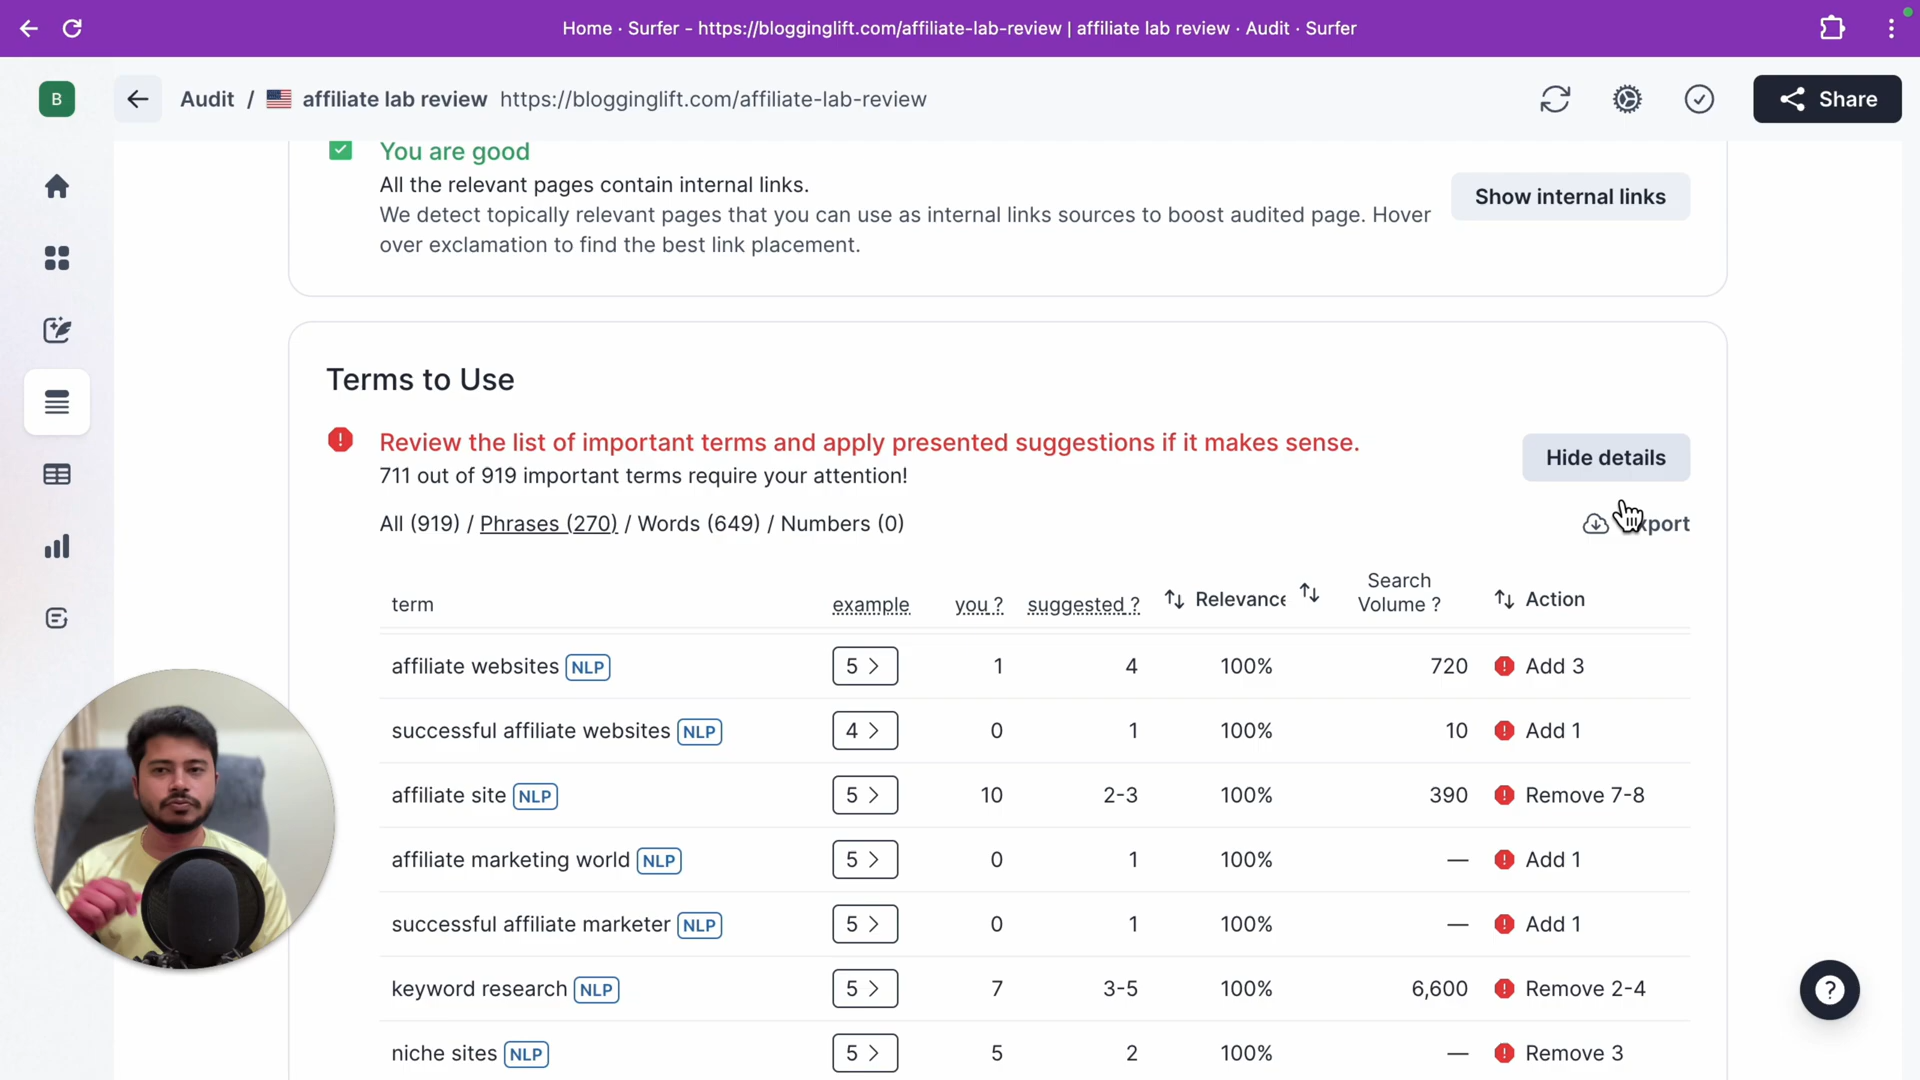 Home · Surfer - https://blogginglift.com/affiliate-lab-review | affiliate lab review · Audit · Surfer
B
Audit / affiliate lab review https://blogginglift.com/affiliate-lab-review
Share
You are good
All the relevant pages contain internal links.
We detect topically relevant pages that you can use as internal links sources to boost audited page. Hover
over exclamation to find the best link placement.
Show internal links
Terms to Use
Review the list of important terms and apply presented suggestions if it makes sense.
711 out of 919 important terms require your attention!
Hide details
All (919) / Phrases (270) / Words (649) / Numbers (0)
port
term example you ? suggested ? Relevance Search Volume ? Action
affiliate websites NLP 5 > 1 4 100% 720 Add 3
successful affiliate websites NLP 4 > 0 1 100% 10 Add 1
affiliate site NLP 5 > 10 2-3 100% 390 Remove 7-8
affiliate marketing world NLP 5 > 0 1 100% — Add 1
successful affiliate marketer NLP 5 > 0 1 100% — Add 1
keyword research NLP 5 > 7 3-5 100% 6,600 Remove 2-4
niche sites NLP 5 > 5 2 100% — Remove 3
?